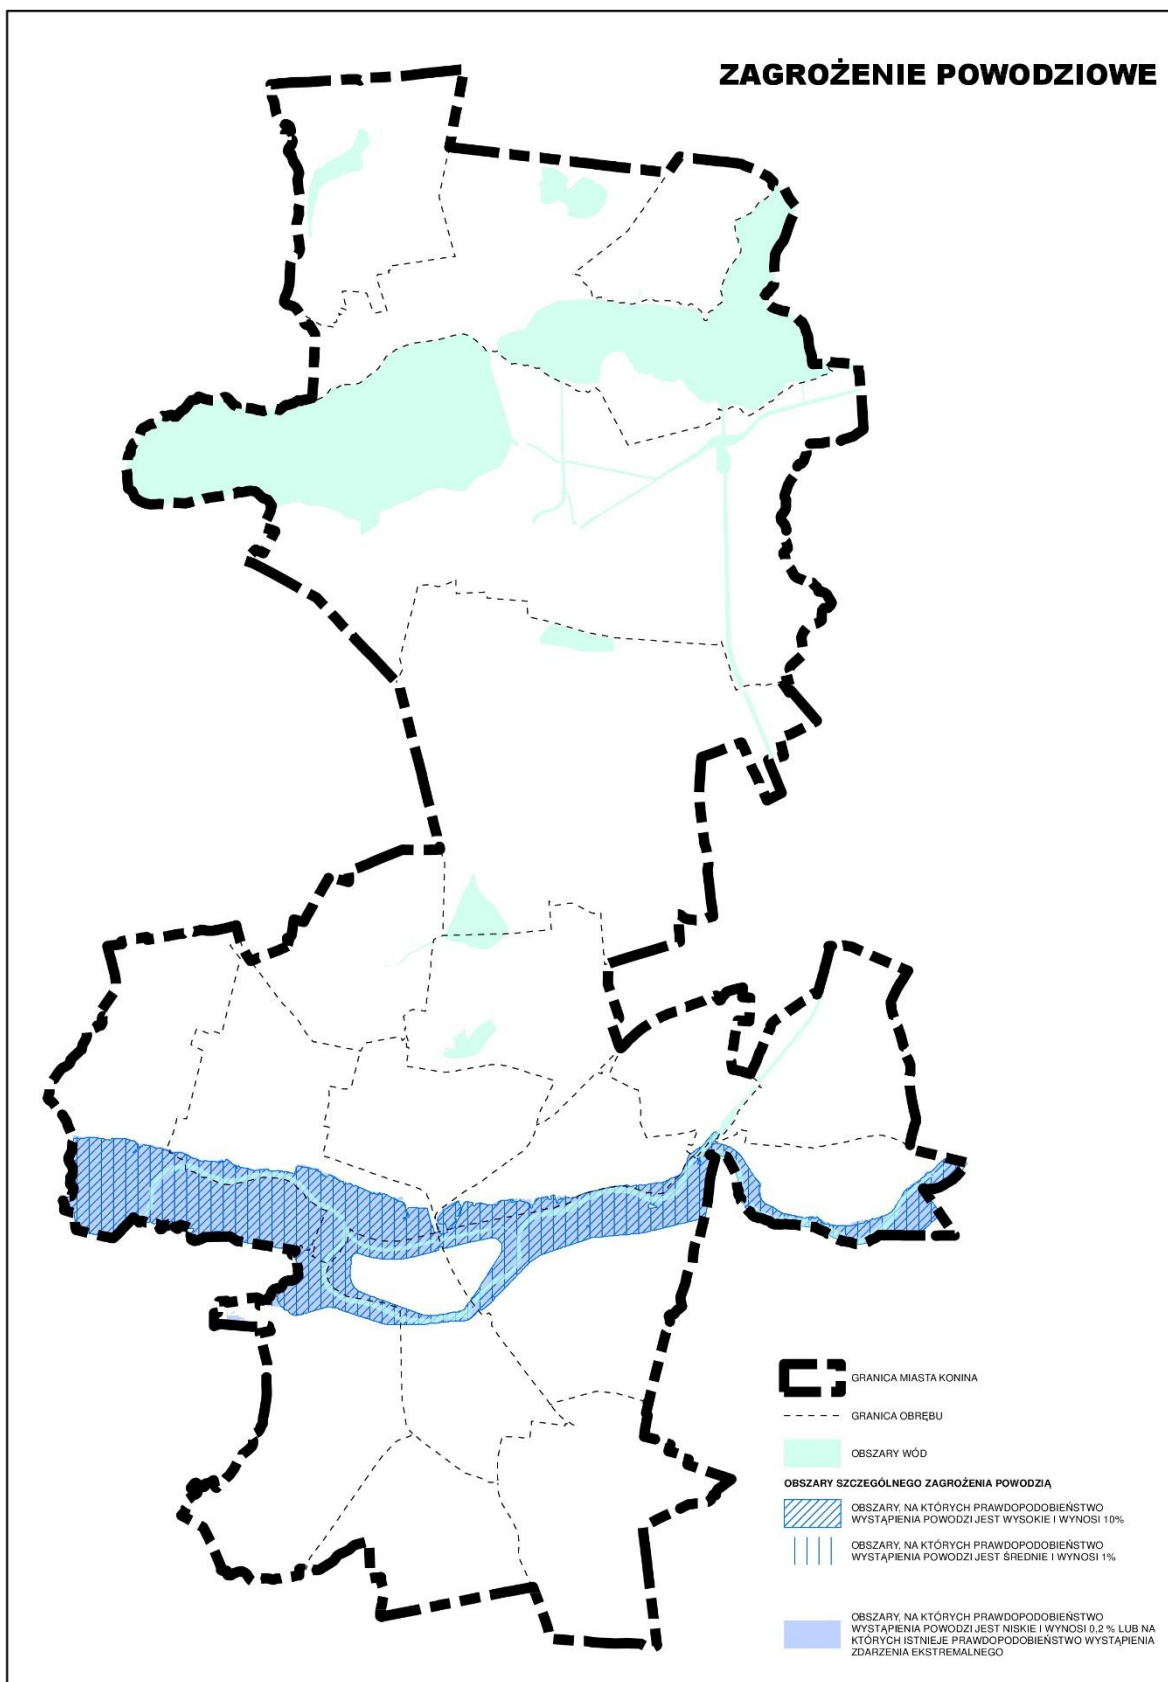 ZAGROŻENIE POWODZIOWE
GRANICA MIASTA KONINA
GRANICA OBRĘBU
OBSZARY WÓD
OBSZARY SZCZEGÓLNEGO ZAGROŻENIA POWODZIĄ
OBSZARY, NA KTÓRYCH PRAWDOPODOBIEŃSTWO
WYSTĄPIENIA POWODZI JEST WYSOKIE I WYNOSI 10%
OBSZARY, NA KTÓRYCH PRAWDOPODOBIEŃSTWO
WYSTĄPIENIA POWODZI JEST ŚREDNIE I WYNOSI 1%
OBSZARY, NA KTÓRYCH PRAWDOPODOBIEŃSTWO
WYSTĄPIENIA POWODZI JEST NISKIE I WYNOSI 0,2 % LUB NA
KTÓRYCH ISTNIEJE PRAWDOPODOBIEŃSTWO WYSTĄPIENIA
ZDARZENIA EKSTREMALNEGO